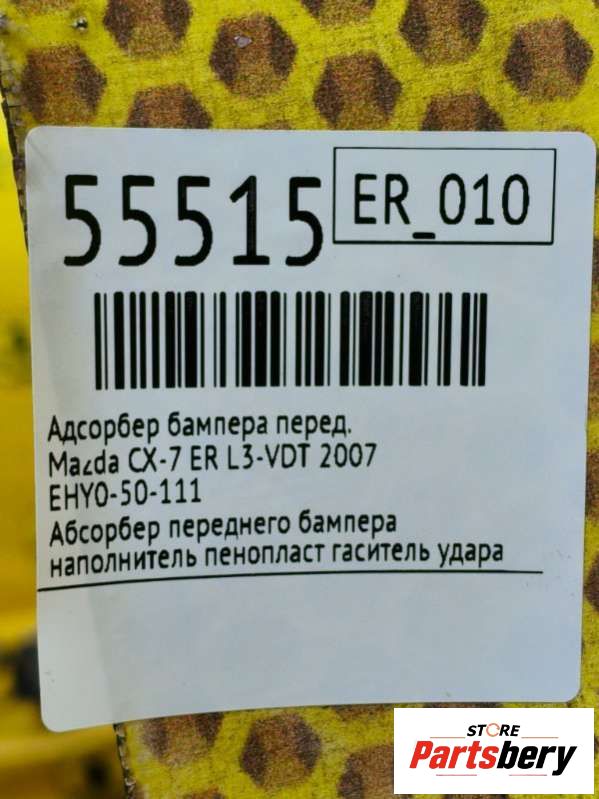 55515
ER_010
Адсорбер бампера перед.
Mazda CX-7 ER L3-VDT 2007
EHY0-50-111
Абсорбер переднего бампера
наполнитель пенопласт гаситель удара
STORE
Partsbery